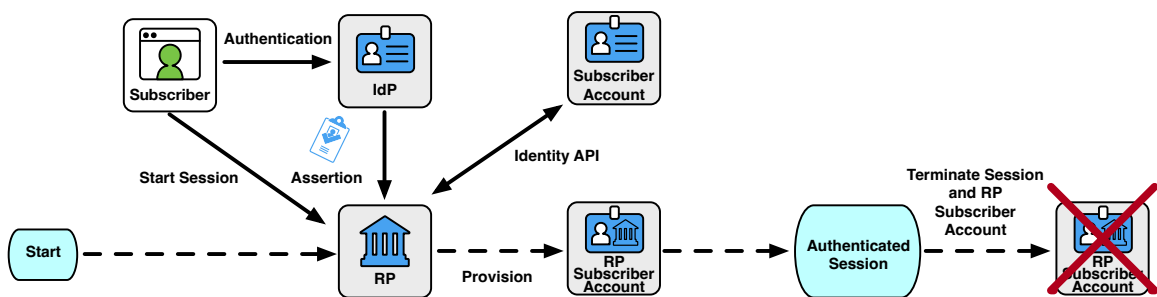 Authentication
Subscriber
IdP
Subscriber
Account
Start Session
Assertion
Identity API
Terminate Session
and RP
Subscriber
Account
Start
RP
Provision
RP
Subscriber
Account
Authenticated
Session
RP
Subscriber
Account